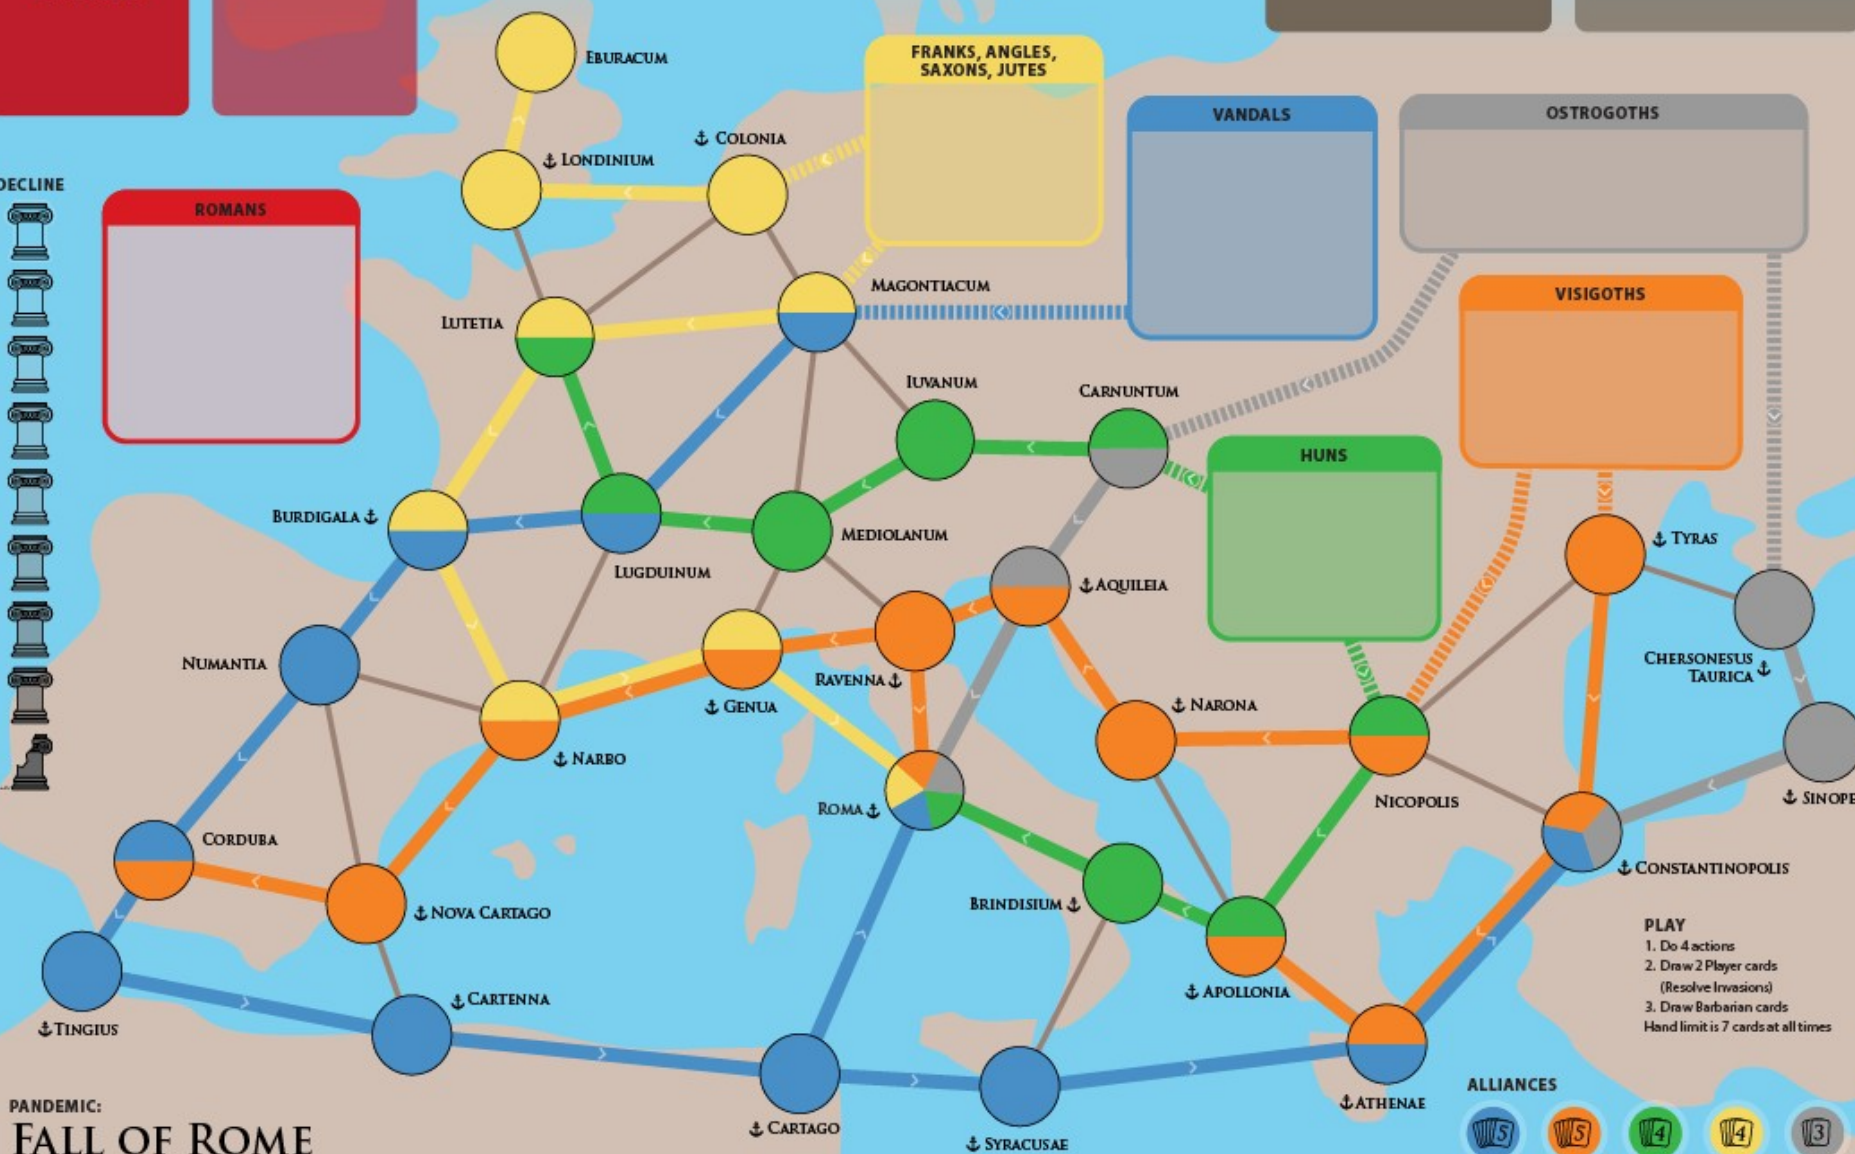 EBURACUM
FRANKS, ANGLES,
SAXONS, JUTES
VANDALS
OSTROGOTHS
COLONIA
LONDINIUM
DECLINE
ROMANS
MAGONTIACUM
VISIGOTHS
LUTETIA
IUVANUM
CARNUNTUM
HUNS
BURDIGALA
MEDIOLANUM
TYRAS
LUGDUINUM
AQUILEIA
NUMANTIA
RAVENNA
CHERSONESUS
TAURICA
GENUA
NARONA
NARBO
NICOPOLIS
SINOPE
ROMA
CORDUBA
CONSTANTINOPOLIS
BRINDISIUM
NOVA CARTAGO
PLAY
1. Do 4 actions
2. Draw 2 Player cards
(Resolve Invasions)
3. Draw Barbarian cards
Hand limit is 7 cards at all times
APOLLONIA
CARTENNA
TINGIUS
ALLIANCES
ATHENAE
PANDEMIC:
FALL OF ROME
CARTAGO
SYRACUSAE
5 5 4 4 3